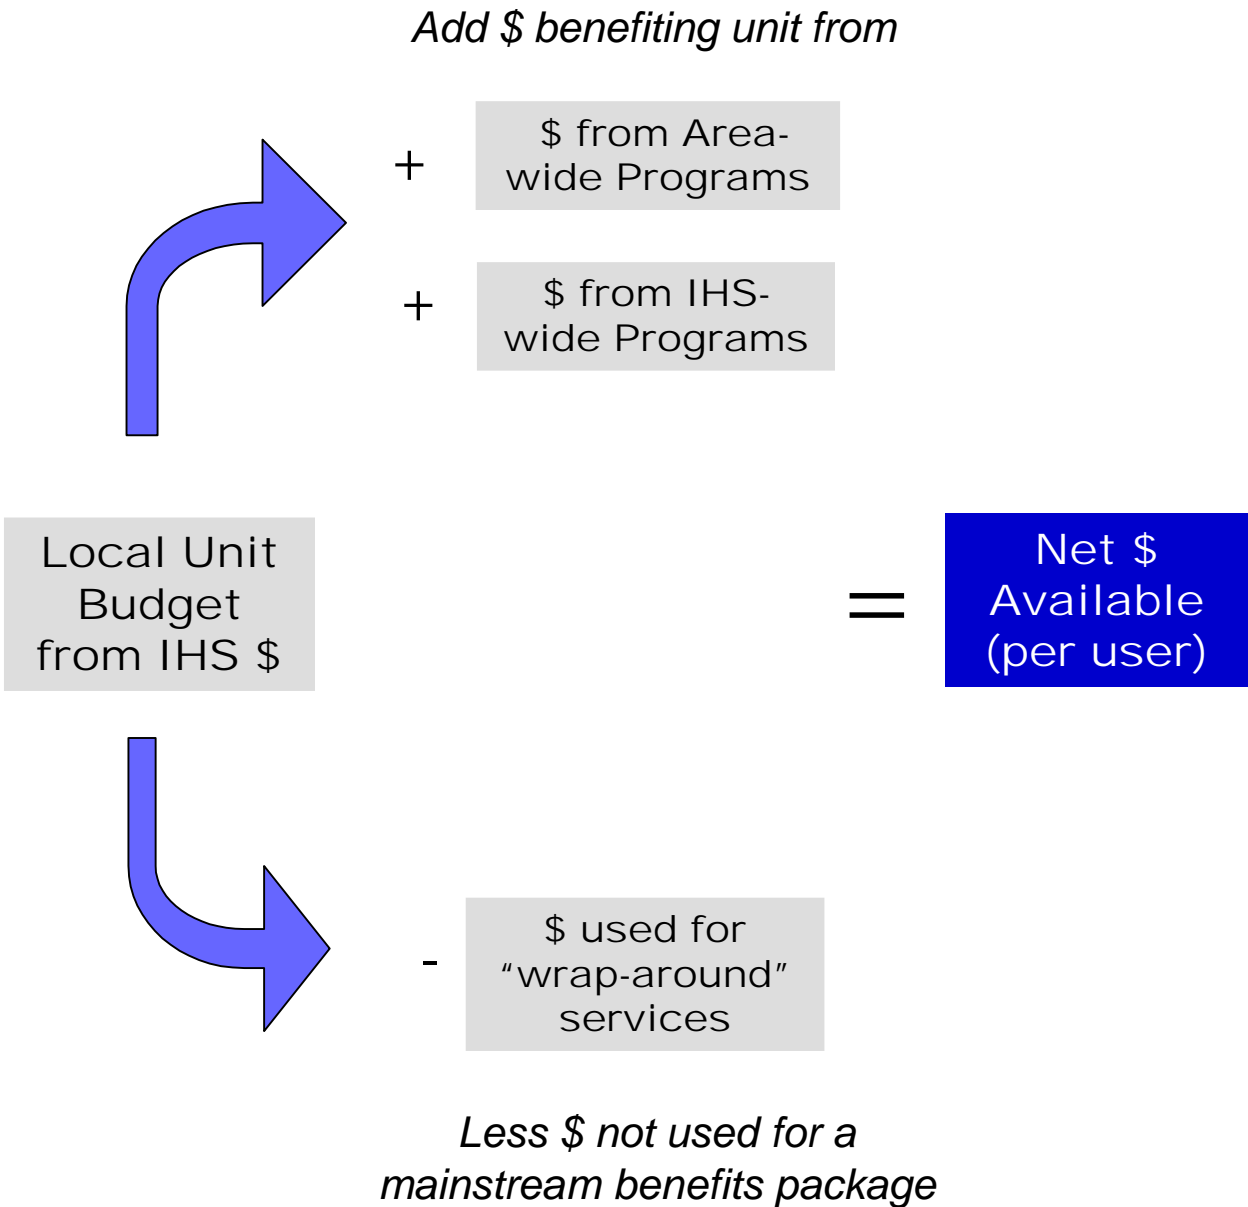 Add $ benefiting unit from
+
$ from Area-
wide Programs
+
$ from IHS-
wide Programs
Local Unit
Budget
from IHS $
=
Net $
Available
(per user)
-
$ used for
“wrap-around”
services
Less $ not used for a
mainstream benefits package